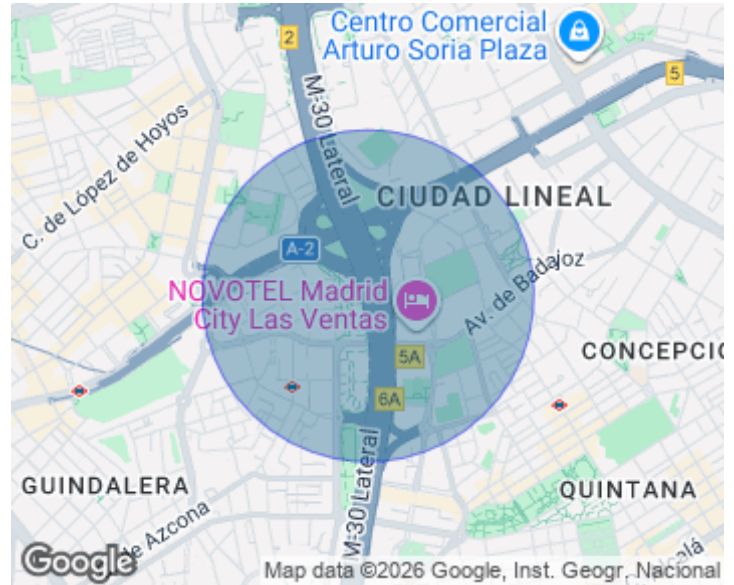 Centro Comercial
Arturo Soria Plaza
2
5
M-30 Lateral
C. de López de Hoyos
CIUDAD LINEAL
A-2
NOVOTEL Madrid
City Las Ventas
Av. de Badajoz
5A
CONCEPCIÓ
6A
GUINDALERA
QUINTANA
M-30 Lateral
de Azcona
Alcalá
Google
Map data ©2026 Google, Inst. Geogr. Nacional